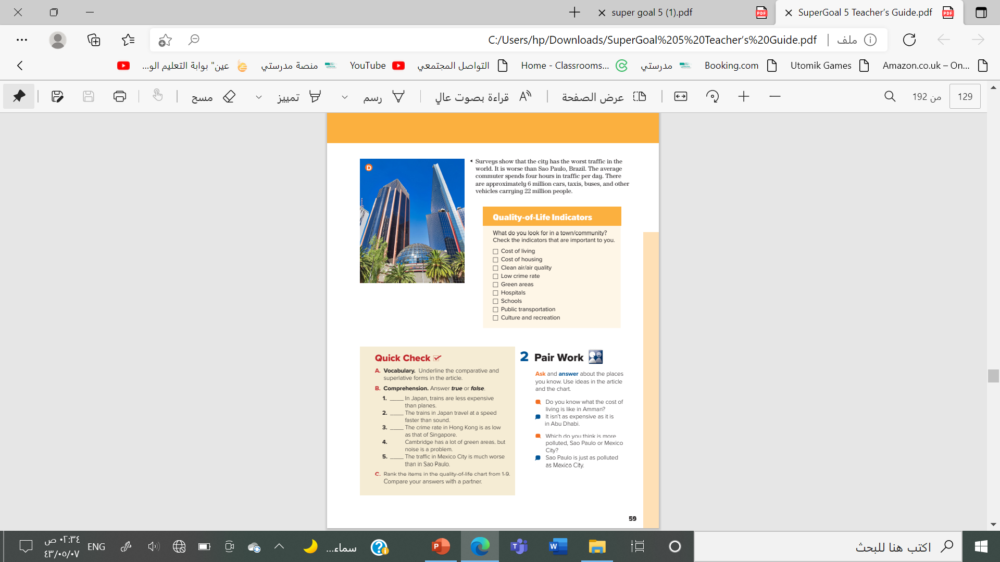 super goal 5 (1).pdf
SuperGoal 5 Teacher's Guide.pdf
C:/Users/hp/Downloads/SuperGoal%205%20Teacher's%20Guide.pdf
ملف
عين" بوابة التعليم الو...
منصة مدرستي
YouTube
التواصل المجتمعي
Home - Classrooms...
مدرستي
Booking.com
Utomik Games
Amazon.co.uk – On...
مسح
تمييز
رسم
قراءة بصوت عالٍ
عرض الصفحة
من 192
129
D
Surveys show that the city has the worst traffic in the
world. It is worse than Sao Paulo, Brazil. The average
commuter spends four hours in traffic per day. There
are approximately 6 million cars, taxis, buses, and other
vehicles carrying 22 million people.
Quality-of-Life Indicators
What do you look for in a town/community?
Check the indicators that are important to you.
Cost of living
Cost of housing
Clean air/air quality
Low crime rate
Green areas
Hospitals
Schools
Public transportation
Culture and recreation
Quick Check
A. Vocabulary. Underline the comparative and
superlative forms in the article.
B. Comprehension. Answer true or false.
1. ____ In Japan, trains are less expensive
than planes.
2. ____ The trains in Japan travel at a speed
faster than sound.
3. ____ The crime rate in Hong Kong is as low
as that of Singapore.
4. Cambridge has a lot of green areas, but
noise is a problem.
5. ____ The traffic in Mexico City is much worse
than in Sao Paulo.
C. Rank the items in the quality-of-life chart from 1-9.
Compare your answers with a partner.
2 Pair Work
Ask and answer about the places
you know. Use ideas in the article
and the chart.
Do you know what the cost of
living is like in Amman?
It isn't as expensive as it is
in Abu Dhabi.
Which do you think is more
polluted, Sao Paulo or Mexico
City?
Sao Paulo is just as polluted
as Mexico City.
59
٠٢:٣٤ ص
٤٣/٠٥/٠٧
ENG
سماء...
اكتب هنا للبحث